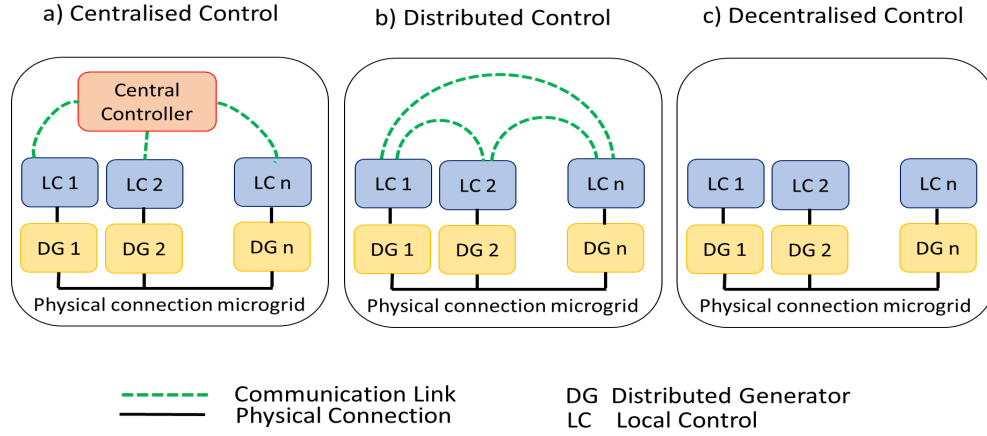 a) Centralised Control
b) Distributed Control
c) Decentralised Control
Central
Controller
LC 1
LC 2
LC n
DG 1
DG 2
DG n
Physical connection microgrid
LC 1
LC 2
LC n
DG 1
DG 2
DG n
Physical connection microgrid
LC 1
LC 2
LC n
DG 1
DG 2
DG n
Physical connection microgrid
Communication Link
Physical Connection
DG Distributed Generator
LC Local Control